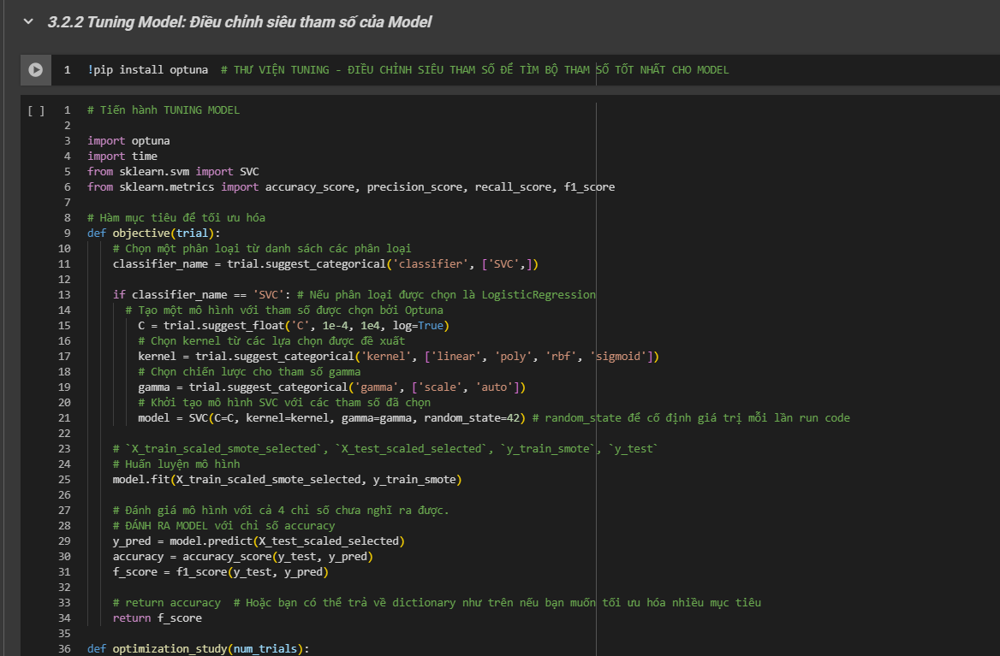 3.2.2 Tuning Model: Điều chỉnh siêu tham số của Model
1 !pip install optuna  # THƯ VIỆN TUNING - ĐIỀU CHỈNH SIÊU THAM SỐ ĐỂ TÌM BỘ THAM SỐ TỐT NHẤT CHO MODEL
[ ] 1 # Tiến hành TUNING MODEL
2
3 import optuna
4 import time
5 from sklearn.svm import SVC
6 from sklearn.metrics import accuracy_score, precision_score, recall_score, f1_score
7
8 # Hàm mục tiêu để tối ưu hóa
9 def objective(trial):
10     # Chọn một phân loại từ danh sách các phân loại
11     classifier_name = trial.suggest_categorical('classifier', ['SVC',])
12
13     if classifier_name == 'SVC': # Nếu phân loại được chọn là LogisticRegression
14       # Tạo một mô hình với tham số được chọn bởi Optuna
15         C = trial.suggest_float('C', 1e-4, 1e4, log=True)
16         # Chọn kernel từ các lựa chọn được đề xuất
17         kernel = trial.suggest_categorical('kernel', ['linear', 'poly', 'rbf', 'sigmoid'])
18         # Chọn chiến lược cho tham số gamma
19         gamma = trial.suggest_categorical('gamma', ['scale', 'auto'])
20         # Khởi tạo mô hình SVC với các tham số đã chọn
21         model = SVC(C=C, kernel=kernel, gamma=gamma, random_state=42) # random_state để cố định giá trị mỗi lần run code
22
23     # `X_train_scaled_smote_selected`, `X_test_scaled_selected`, `y_train_smote`, `y_test`
24     # Huấn luyện mô hình
25     model.fit(X_train_scaled_smote_selected, y_train_smote)
26
27     # Đánh giá mô hình với cả 4 chỉ số chưa nghĩ ra được.
28     # ĐÁNH RA MODEL với chỉ số accuracy
29     y_pred = model.predict(X_test_scaled_selected)
30     accuracy = accuracy_score(y_test, y_pred)
31     f_score = f1_score(y_test, y_pred)
32
33     # return accuracy  # Hoặc bạn có thể trả về dictionary như trên nếu bạn muốn tối ưu hóa nhiều mục tiêu
34     return f_score
35
36 def optimization_study(num_trials):